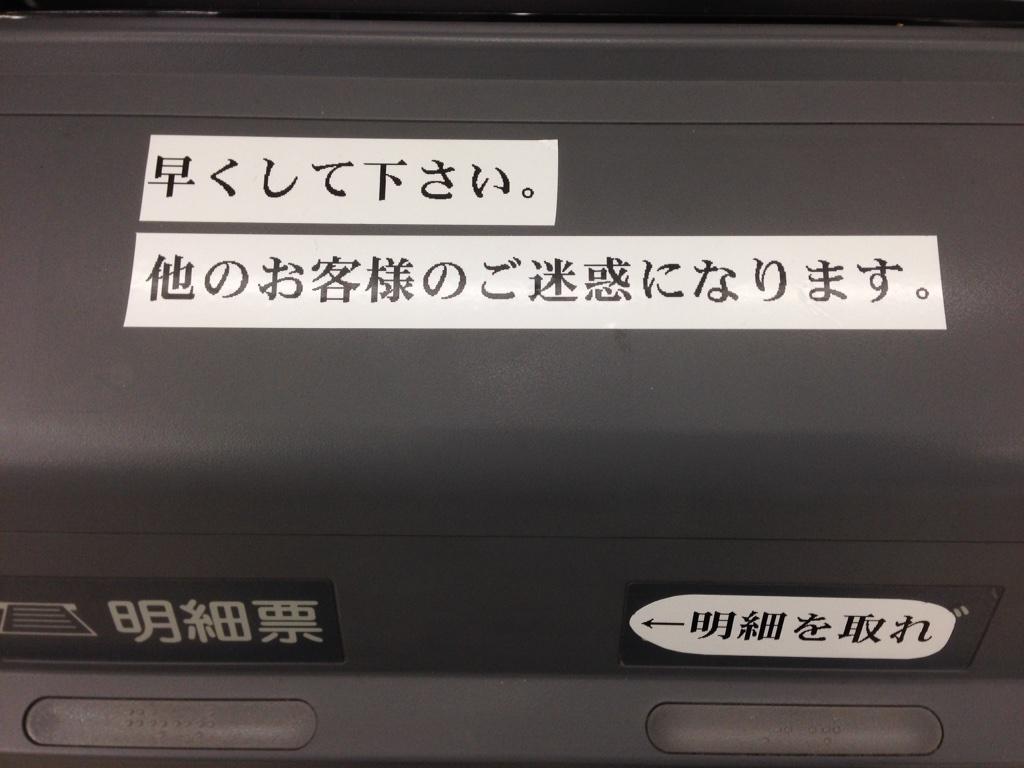 早くして下さい。
他のお客様のご迷惑になります。
明細票
←明細を取れ